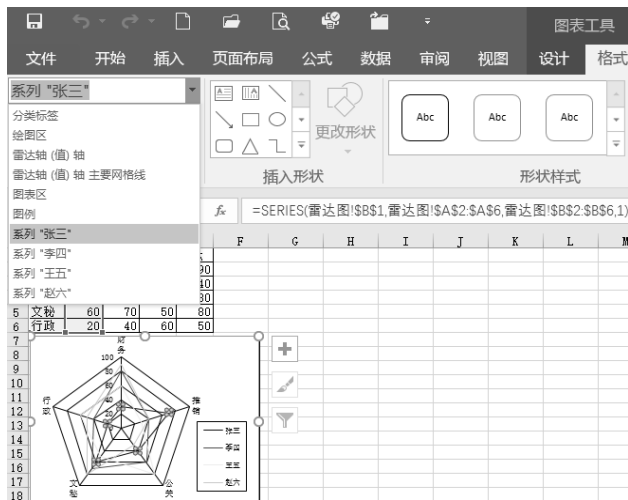 图表工具
文件 开始 插入 页面布局 公式 数据 审阅 视图 设计 格式
系列 "张三"
分类标签
绘图区
雷达轴 (值) 轴
雷达轴 (值) 轴 主要网格线
图表区
图例
系列 "张三"
系列 "李四"
系列 "王五"
系列 "赵六"
更改形状
插入形状
Abc Abc Abc
形状样式
fx =SERIES(雷达图!$B$1,雷达图!$A$2:$A$6,雷达图!$B$2:$B$6,1)
F G H I J K L M
90
40
80
5 文秘 60 70 50 80
6 行政 20 40 60 50
7
8
9
10
11
12
13
14
15
16
17
18
财务
100
80
60
40
20
推销
公关
文秘
行政
张三
李四
王五
赵六